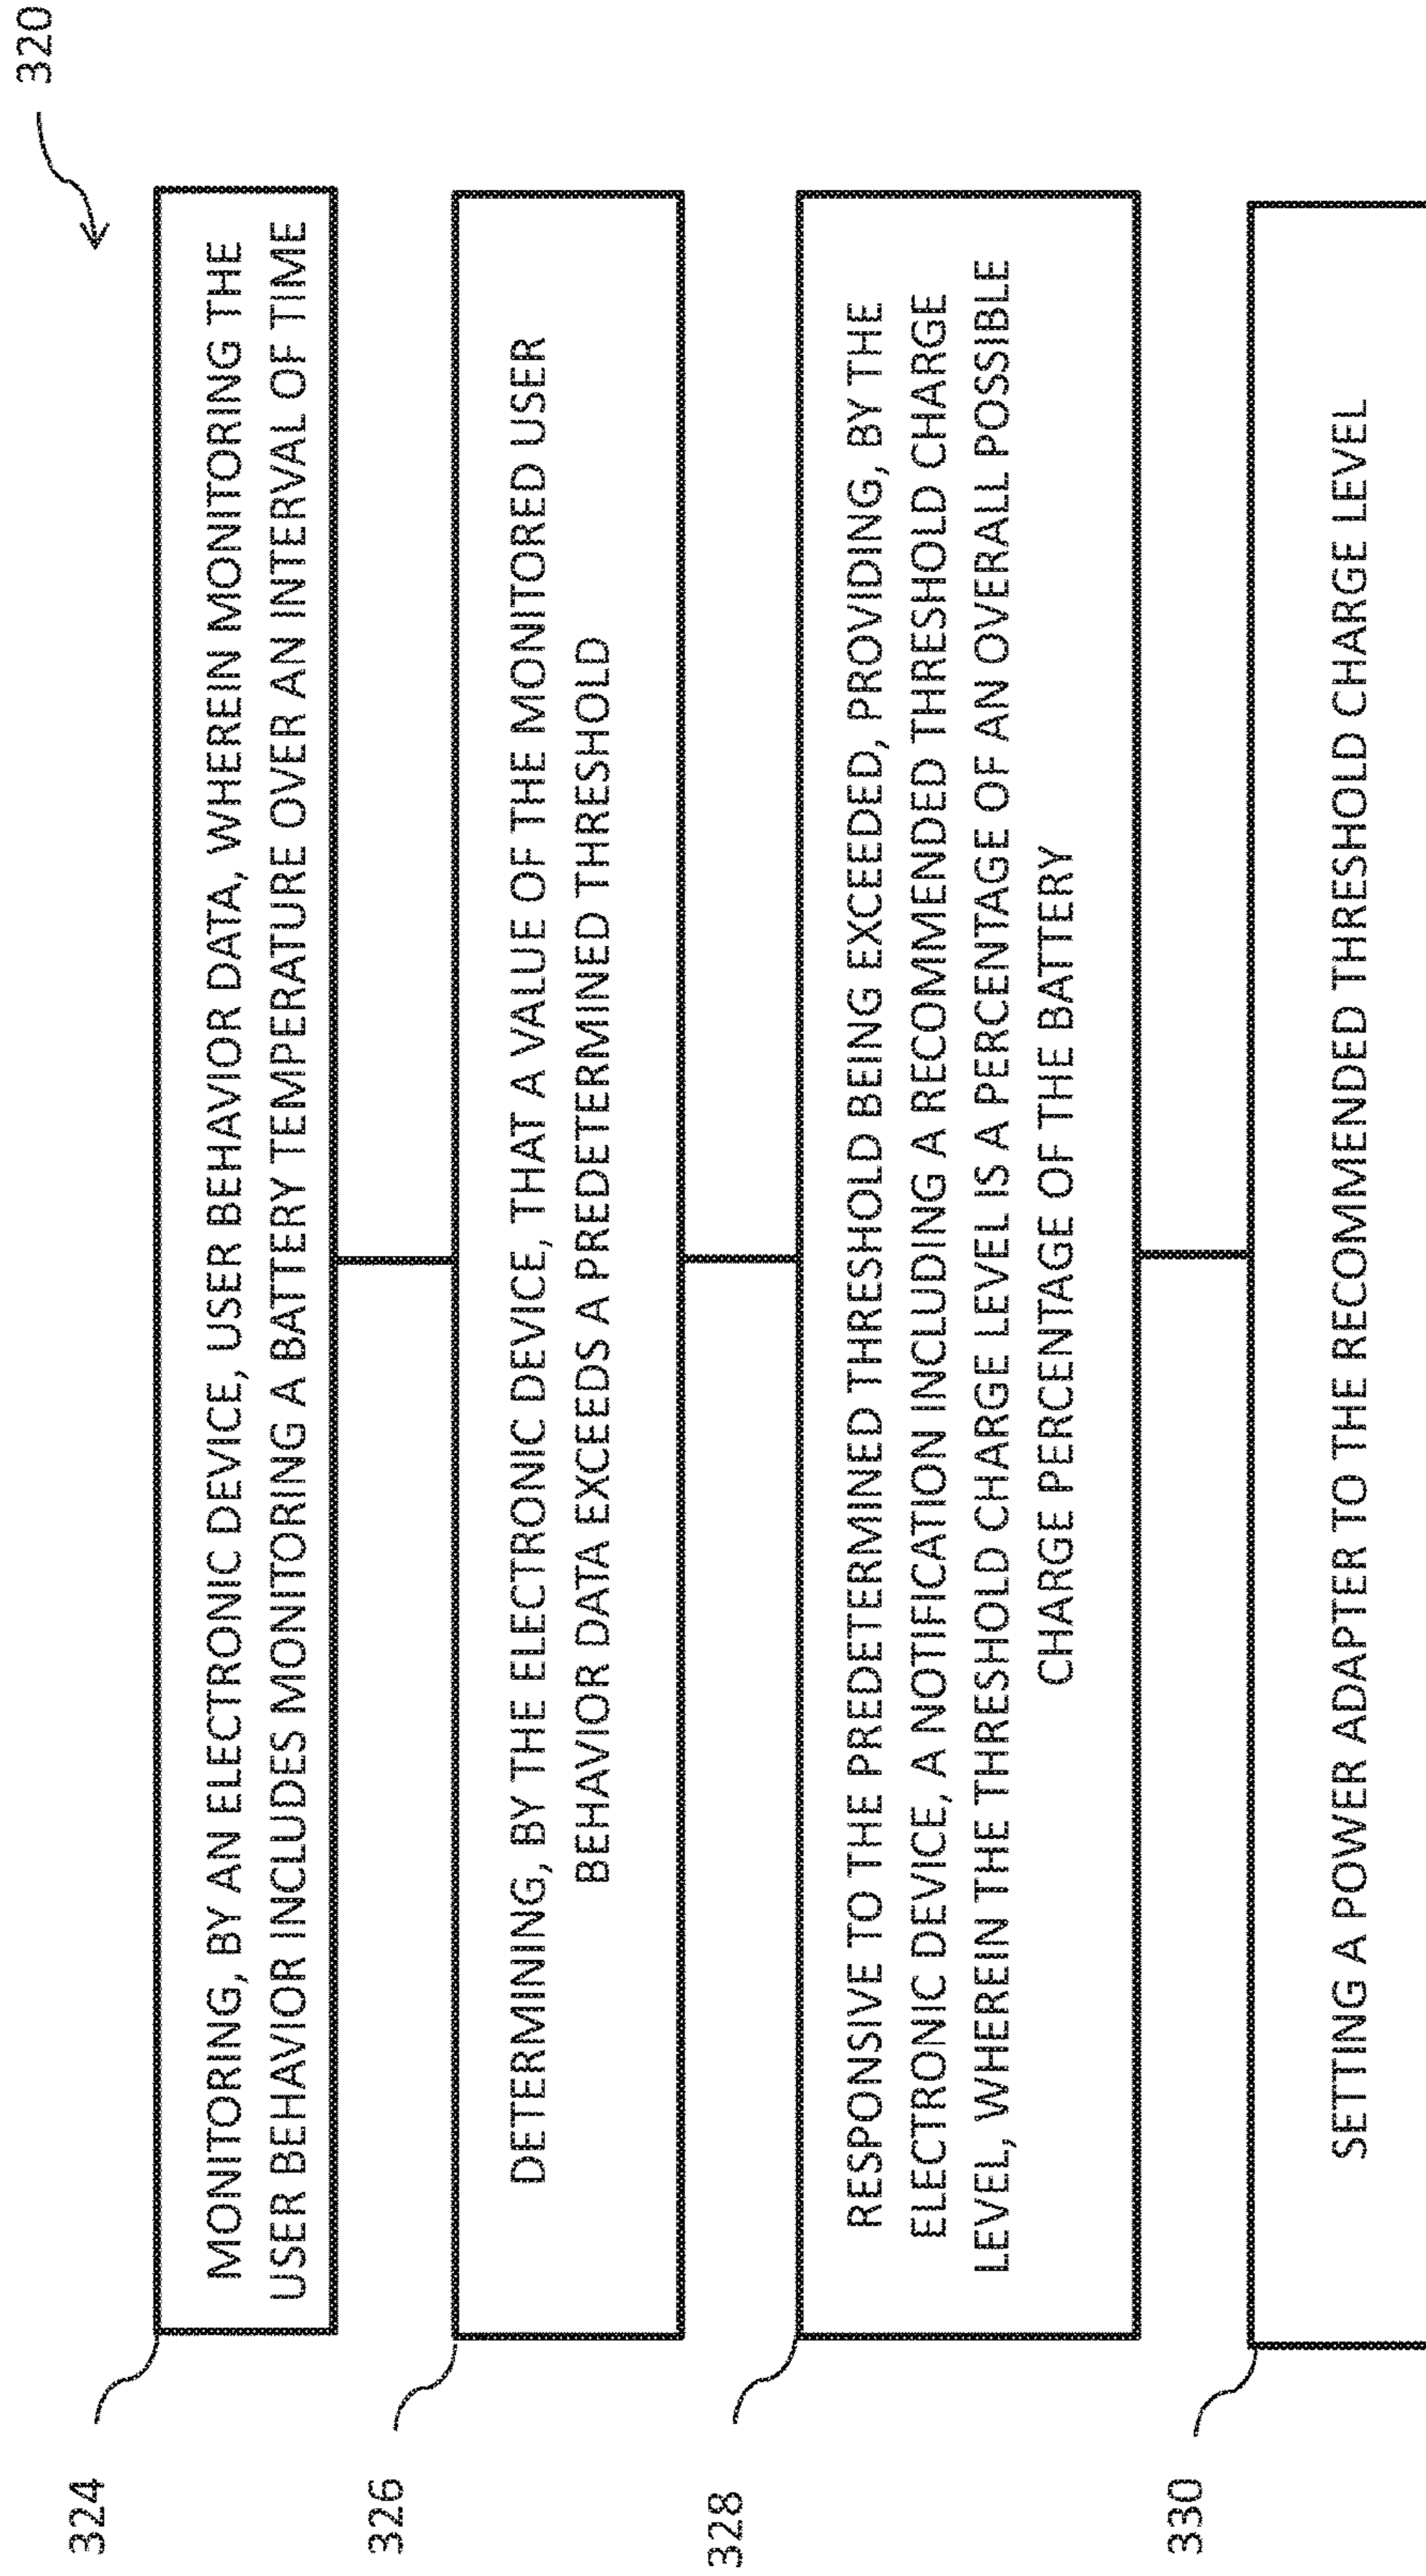 320
324
MONITORING, BY AN ELECTRONIC DEVICE, USER BEHAVIOR DATA, WHEREIN MONITORING THE
USER BEHAVIOR INCLUDES MONITORING A BATTERY TEMPERATURE OVER AN INTERVAL OF TIME
326
DETERMINING, BY THE ELECTRONIC DEVICE, THAT A VALUE OF THE MONITORED USER
BEHAVIOR DATA EXCEEDS A PREDETERMINED THRESHOLD
328
RESPONSIVE TO THE PREDETERMINED THRESHOLD BEING EXCEEDED, PROVIDING, BY THE
ELECTRONIC DEVICE, A NOTIFICATION INCLUDING A RECOMMENDED THRESHOLD CHARGE
LEVEL, WHEREIN THE THRESHOLD CHARGE LEVEL IS A PERCENTAGE OF AN OVERALL POSSIBLE
CHARGE PERCENTAGE OF THE BATTERY
330
SETTING A POWER ADAPTER TO THE RECOMMENDED THRESHOLD CHARGE LEVEL